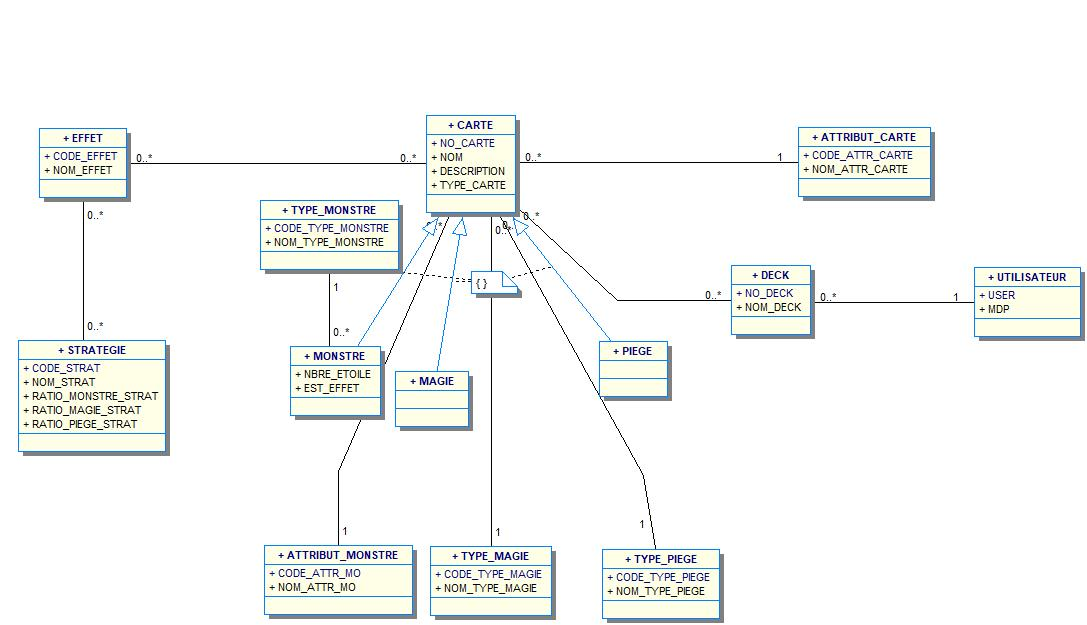 + EFFET
+ CODE_EFFET
+ NOM_EFFET
0..*
0..*
+ CARTE
+ NO_CARTE
+ NOM
+ DESCRIPTION
+ TYPE_CARTE
0..*
1
+ ATTRIBUT_CARTE
+ CODE_ATTR_CARTE
+ NOM_ATTR_CARTE
0..*
0..*
+ STRATEGIE
+ CODE_STRAT
+ NOM_STRAT
+ RATIO_MONSTRE_STRAT
+ RATIO_MAGIE_STRAT
+ RATIO_PIEGE_STRAT
+ TYPE_MONSTRE
+ CODE_TYPE_MONSTRE
+ NOM_TYPE_MONSTRE
1
0..*
+ MONSTRE
+ NBRE_ETOILE
+ EST_EFFET
+ MAGIE
{ }
0..*
0..*
+ PIEGE
0..*
+ DECK
+ NO_DECK
+ NOM_DECK
0..*
1
+ UTILISATEUR
+ USER
+ MDP
1
+ ATTRIBUT_MONSTRE
+ CODE_ATTR_MO
+ NOM_ATTR_MO
1
+ TYPE_MAGIE
+ CODE_TYPE_MAGIE
+ NOM_TYPE_MAGIE
1
+ TYPE_PIEGE
+ CODE_TYPE_PIEGE
+ NOM_TYPE_PIEGE